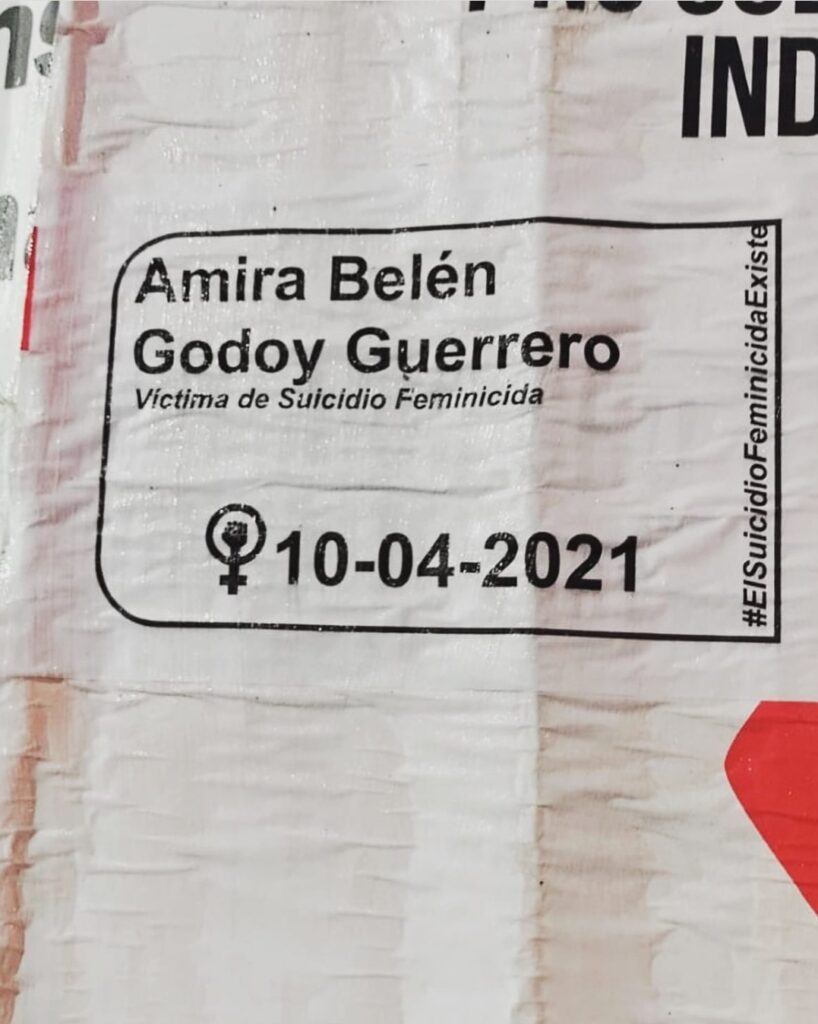 IND
Amira Belén
Godoy Guerrero
Víctima de Suicidio Feminicida
10-04-2021
#ElSuicidioFeminicidaExiste